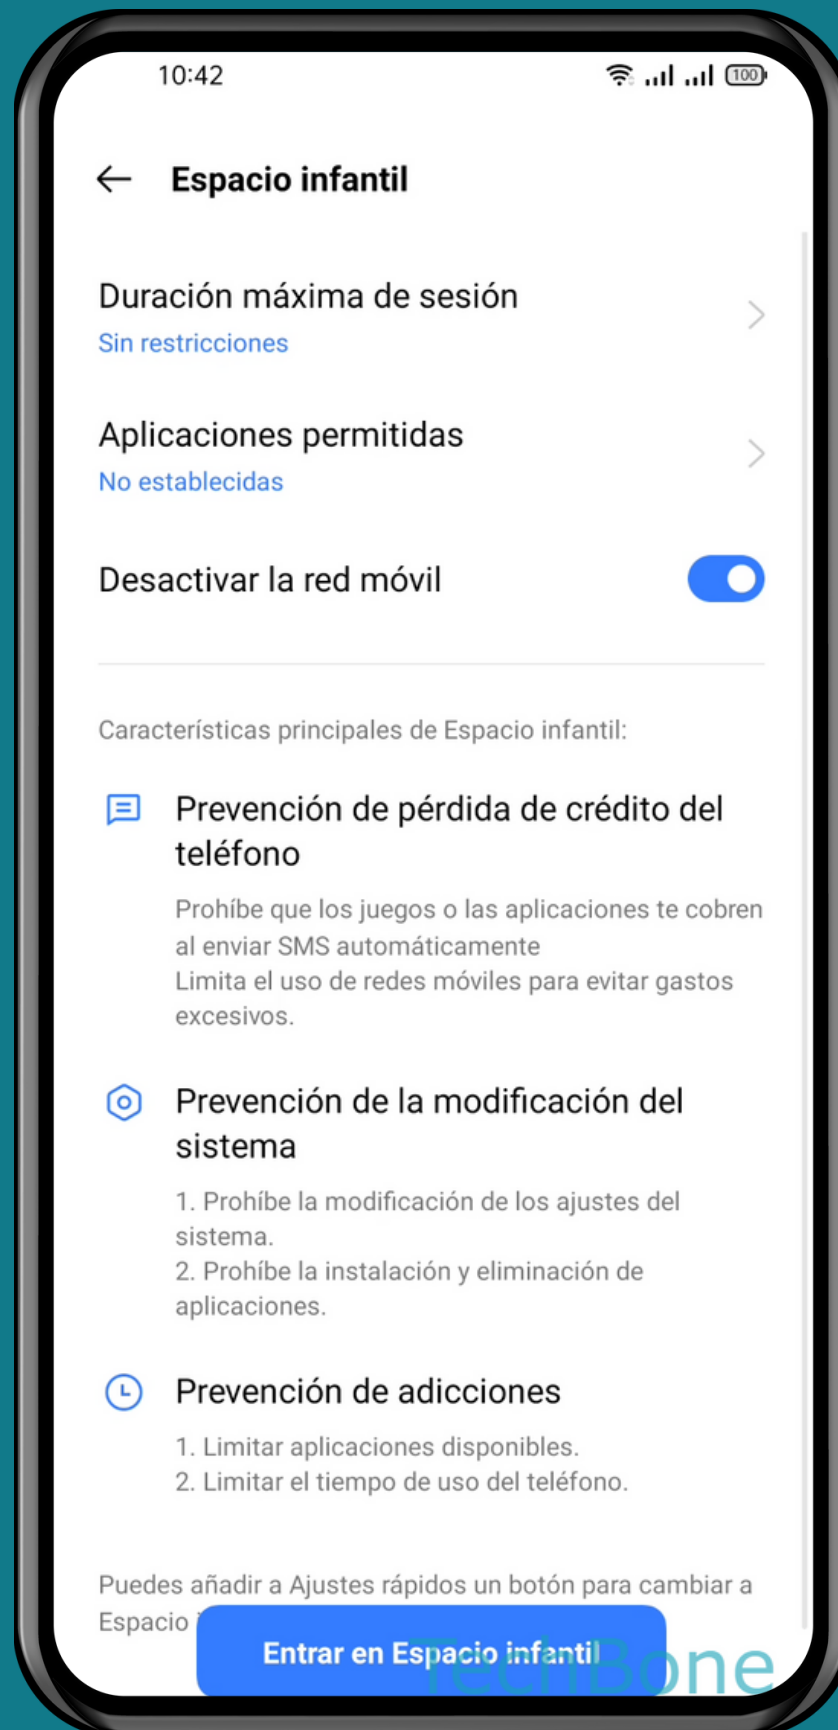 10:42
100
Espacio infantil
Duración máxima de sesión
Sin restricciones
Aplicaciones permitidas
No establecidas
Desactivar la red móvil
Características principales de Espacio infantil:
Prevención de pérdida de crédito del
teléfono
Prohíbe que los juegos o las aplicaciones te cobren
al enviar SMS automáticamente
Limita el uso de redes móviles para evitar gastos
excesivos.
Prevención de la modificación del
sistema
1. Prohíbe la modificación de los ajustes del
sistema.
2. Prohíbe la instalación y eliminación de
aplicaciones.
Prevención de adicciones
1. Limitar aplicaciones disponibles.
2. Limitar el tiempo de uso del teléfono.
Puedes añadir a Ajustes rápidos un botón para cambiar a
Espacio
Entrar en Espacio infantil
TechBone